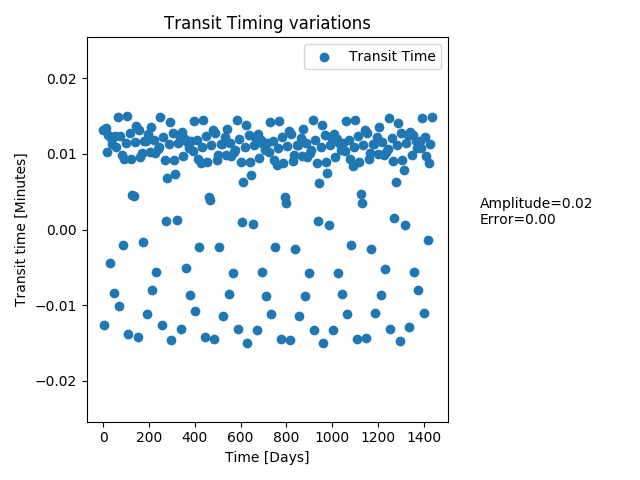 Transit Timing variations
Transit Time
Transit time [Minutes]
0.02
0.01
0.00
−0.01
−0.02
0
200
400
600
800
1000
1200
1400
Time [Days]
Amplitude=0.02
Error=0.00